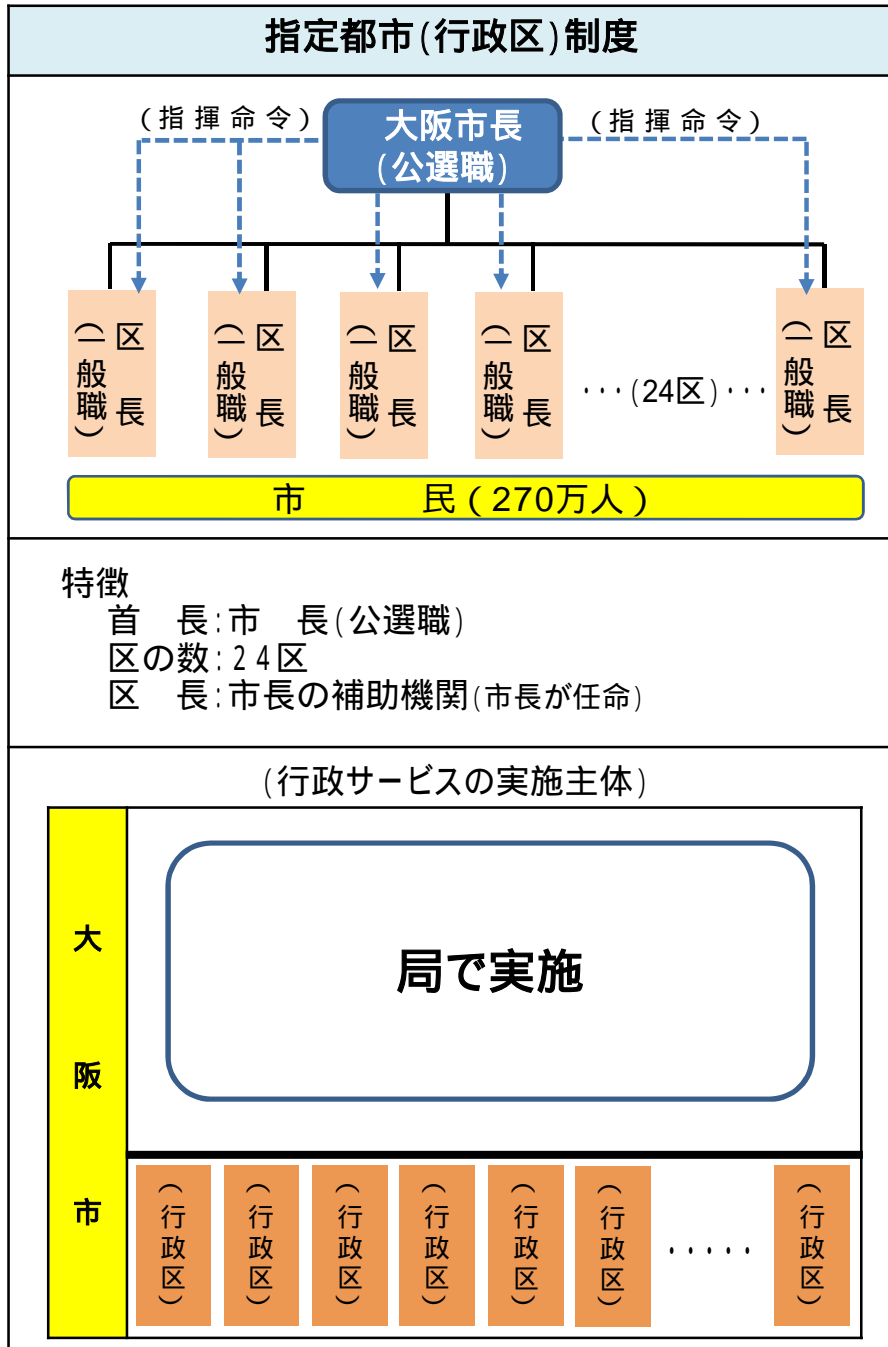 指定都市(行政区)制度
(指揮命令)
大阪市長
(公選職)
(指揮命令)
区長
(一般職)
区長
(一般職)
区長
(一般職)
区長
(一般職)
･･･(24区)･･･
区長
(一般職)
市　　　民(270万人)
特徴
首　長:市　長(公選職)
区の数:24区
区　長:市長の補助機関(市長が任命)
(行政サービスの実施主体)
大阪市
局で実施
(行政区)
(行政区)
(行政区)
(行政区)
(行政区)
(行政区)
･････
(行政区)